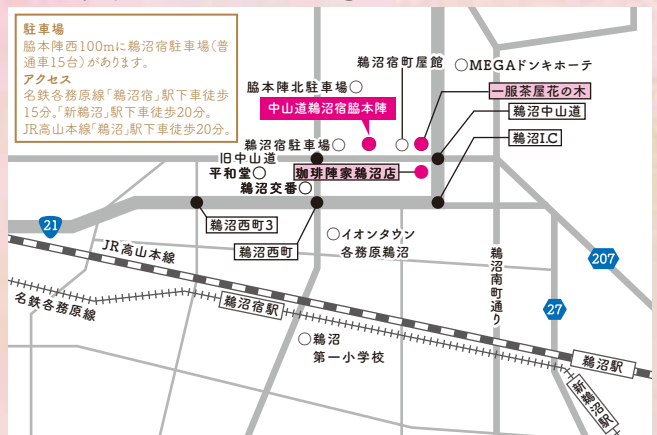 駐車場
脇本陣西100mに鵜沼宿駐車場(普
通車15台)があります。
アクセス
名鉄各務原線「鵜沼宿」駅下車徒歩
15分。「新鵜沼」駅下車徒歩20分。
JR高山本線「鵜沼」駅下車徒歩20分。
鵜沼宿町屋館
MEGAドンキホーテ
脇本陣北駐車場
一服茶屋花の木
中山道鵜沼宿脇本陣
鵜沼中山道
鵜沼I.C
鵜沼宿駐車場
旧中山道
平和堂
珈琲陣家鵜沼店
鵜沼交番
21
鵜沼西町3
鵜沼西町
イオンタウン
各務原鵜沼
JR高山本線
鵜沼南町通り
207
27
名鉄各務原線
鵜沼宿駅
鵜沼
第一小学校
鵜沼駅
新鵜沼駅